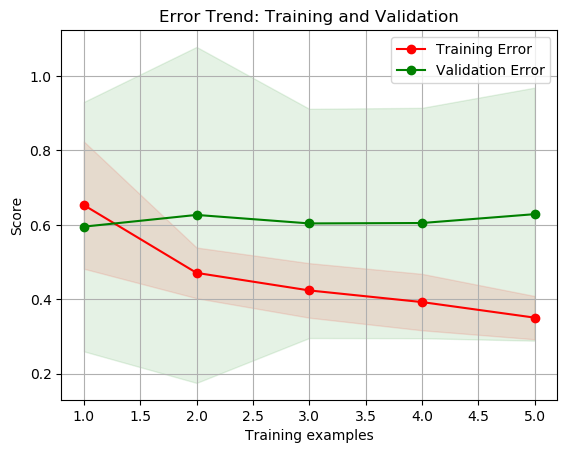 Error Trend: Training and Validation
Training Error
Validation Error
Score
1.0
0.8
0.6
0.4
0.2
1.0 1.5 2.0 2.5 3.0 3.5 4.0 4.5 5.0
Training examples